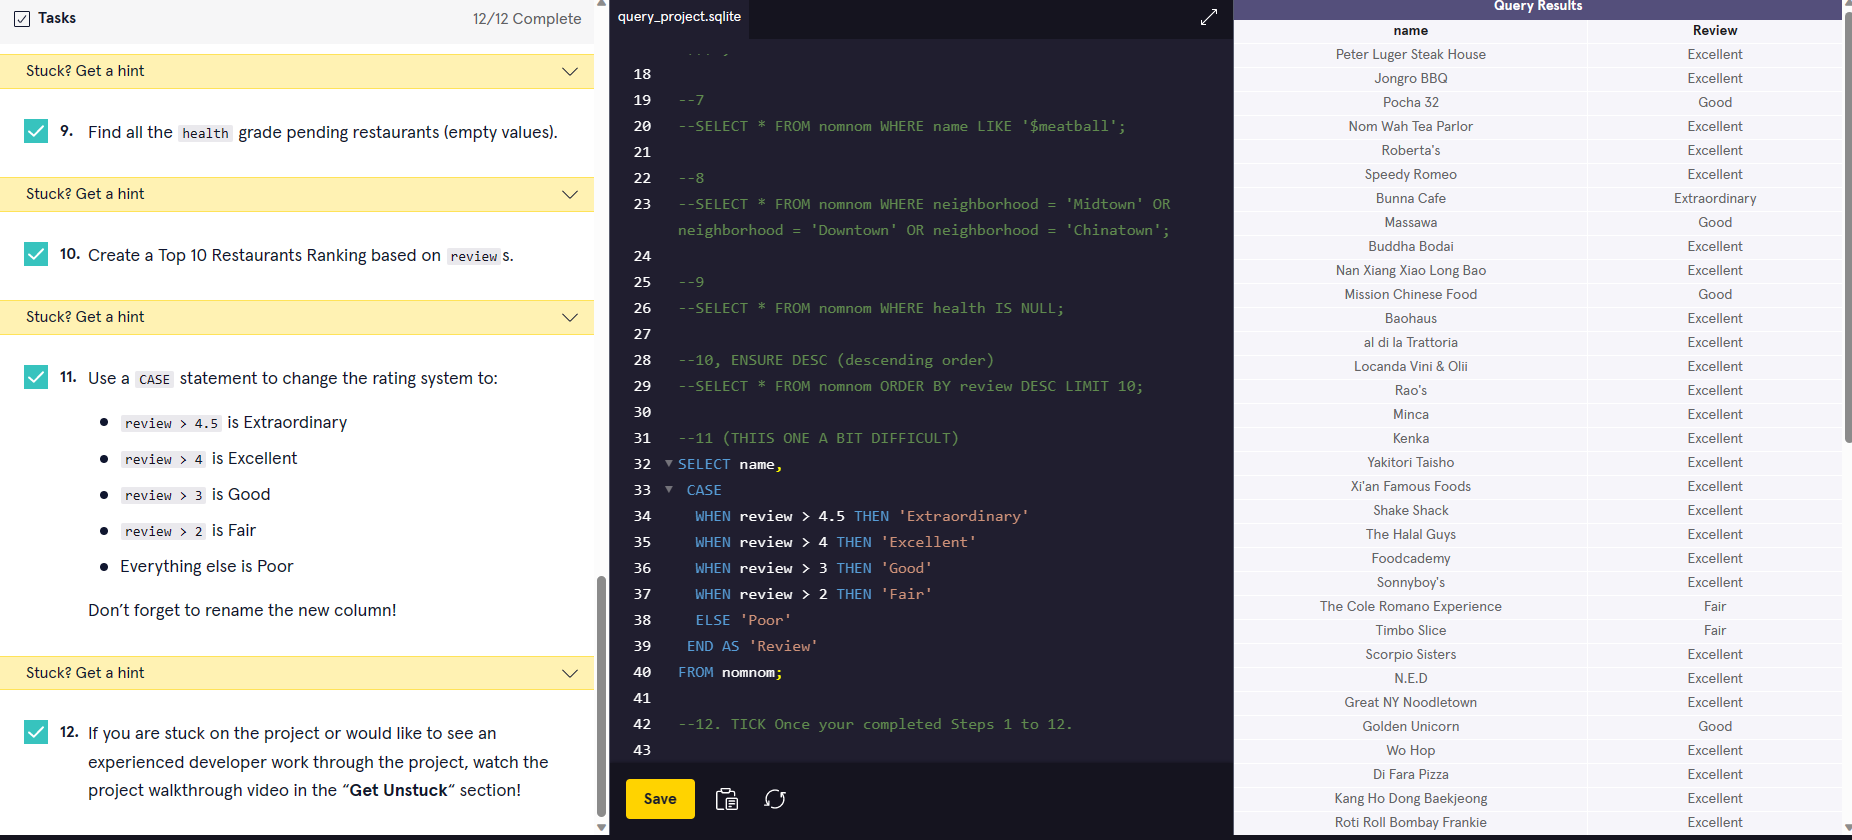 Tasks
12/12 Complete
Stuck? Get a hint
9. Find all the health grade pending restaurants (empty values).
Stuck? Get a hint
10. Create a Top 10 Restaurants Ranking based on review s.
Stuck? Get a hint
11. Use a CASE statement to change the rating system to:
review > 4.5 is Extraordinary
review > 4 is Excellent
review > 3 is Good
review > 2 is Fair
Everything else is Poor
Don't forget to rename the new column!
Stuck? Get a hint
12. If you are stuck on the project or would like to see an
experienced developer work through the project, watch the
project walkthrough video in the “Get Unstuck“ section!
query_project.sqlite
18
19 --7
20 --SELECT * FROM nomnom WHERE name LIKE '$meatball';
21
22 --8
23 --SELECT * FROM nomnom WHERE neighborhood = 'Midtown' OR
neighborhood = 'Downtown' OR neighborhood = 'Chinatown';
24
25 --9
26 --SELECT * FROM nomnom WHERE health IS NULL;
27
28 --10, ENSURE DESC (descending order)
29 --SELECT * FROM nomnom ORDER BY review DESC LIMIT 10;
30
31 --11 (THIIS ONE A BIT DIFFICULT)
32 SELECT name,
33 CASE
34 WHEN review > 4.5 THEN 'Extraordinary'
35 WHEN review > 4 THEN 'Excellent'
36 WHEN review > 3 THEN 'Good'
37 WHEN review > 2 THEN 'Fair'
38 ELSE 'Poor'
39 END AS 'Review'
40 FROM nomnom;
41
42 --12. TICK Once your completed Steps 1 to 12.
43
Save
Query Results
name Review
Peter Luger Steak House Excellent
Jongro BBQ Excellent
Pocha 32 Good
Nom Wah Tea Parlor Excellent
Roberta's Excellent
Speedy Romeo Excellent
Bunna Cafe Extraordinary
Massawa Good
Buddha Bodai Excellent
Nan Xiang Xiao Long Bao Excellent
Mission Chinese Food Good
Baohaus Excellent
al di la Trattoria Excellent
Locanda Vini & Olii Excellent
Rao's Excellent
Minca Excellent
Kenka Excellent
Yakitori Taisho Excellent
Xi'an Famous Foods Excellent
Shake Shack Excellent
The Halal Guys Excellent
Foodcademy Excellent
Sonnyboy's Excellent
The Cole Romano Experience Fair
Timbo Slice Fair
Scorpio Sisters Excellent
N.E.D Excellent
Great NY Noodletown Excellent
Golden Unicorn Good
Wo Hop Excellent
Di Fara Pizza Excellent
Kang Ho Dong Baekjeong Excellent
Roti Roll Bombay Frankie Excellent